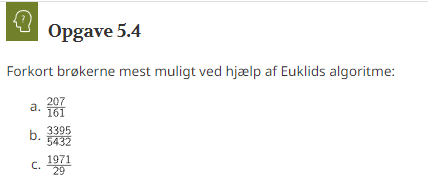 Opgave 5.4
Forkort brøkerne mest muligt ved hjælp af Euklids algoritme:
a. 207/161
b. 3395/5432
c. 1971/29